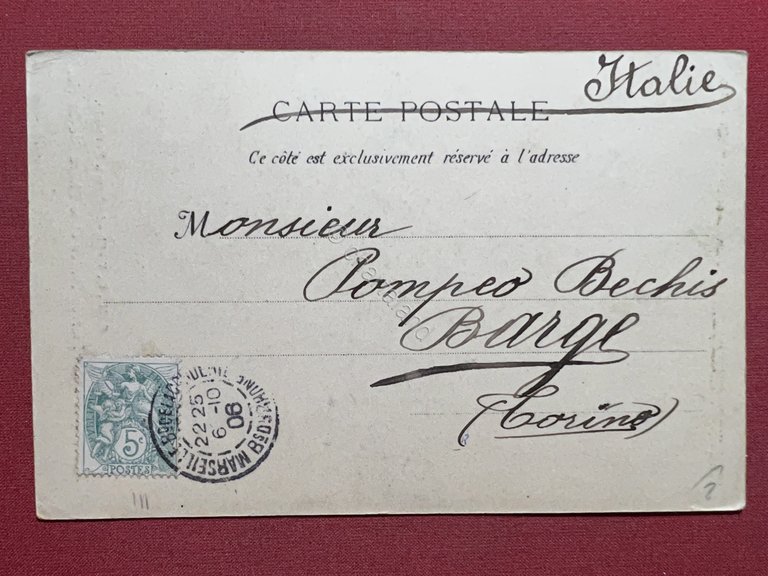 Italie
CARTE POSTALE
Ce côté est exclusivement réservé à l'adresse
Monsieur
Pompeo Bechis
Barge
(Torino)
5c
POSTES
MARSEILLE
22 25
6 -10
06